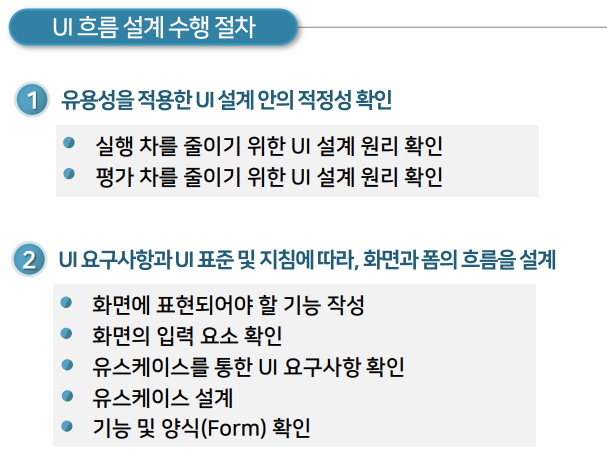 UI 흐름 설계 수행 절차
1 유용성을 적용한 UI 설계 안의 적정성 확인
실행 차를 줄이기 위한 UI 설계 원리 확인
평가 차를 줄이기 위한 UI 설계 원리 확인
2 UI 요구사항과 UI 표준 및 지침에 따라, 화면과 폼의 흐름을 설계
화면에 표현되어야 할 기능 작성
화면의 입력 요소 확인
유스케이스를 통한 UI 요구사항 확인
유스케이스 설계
기능 및 양식(Form) 확인